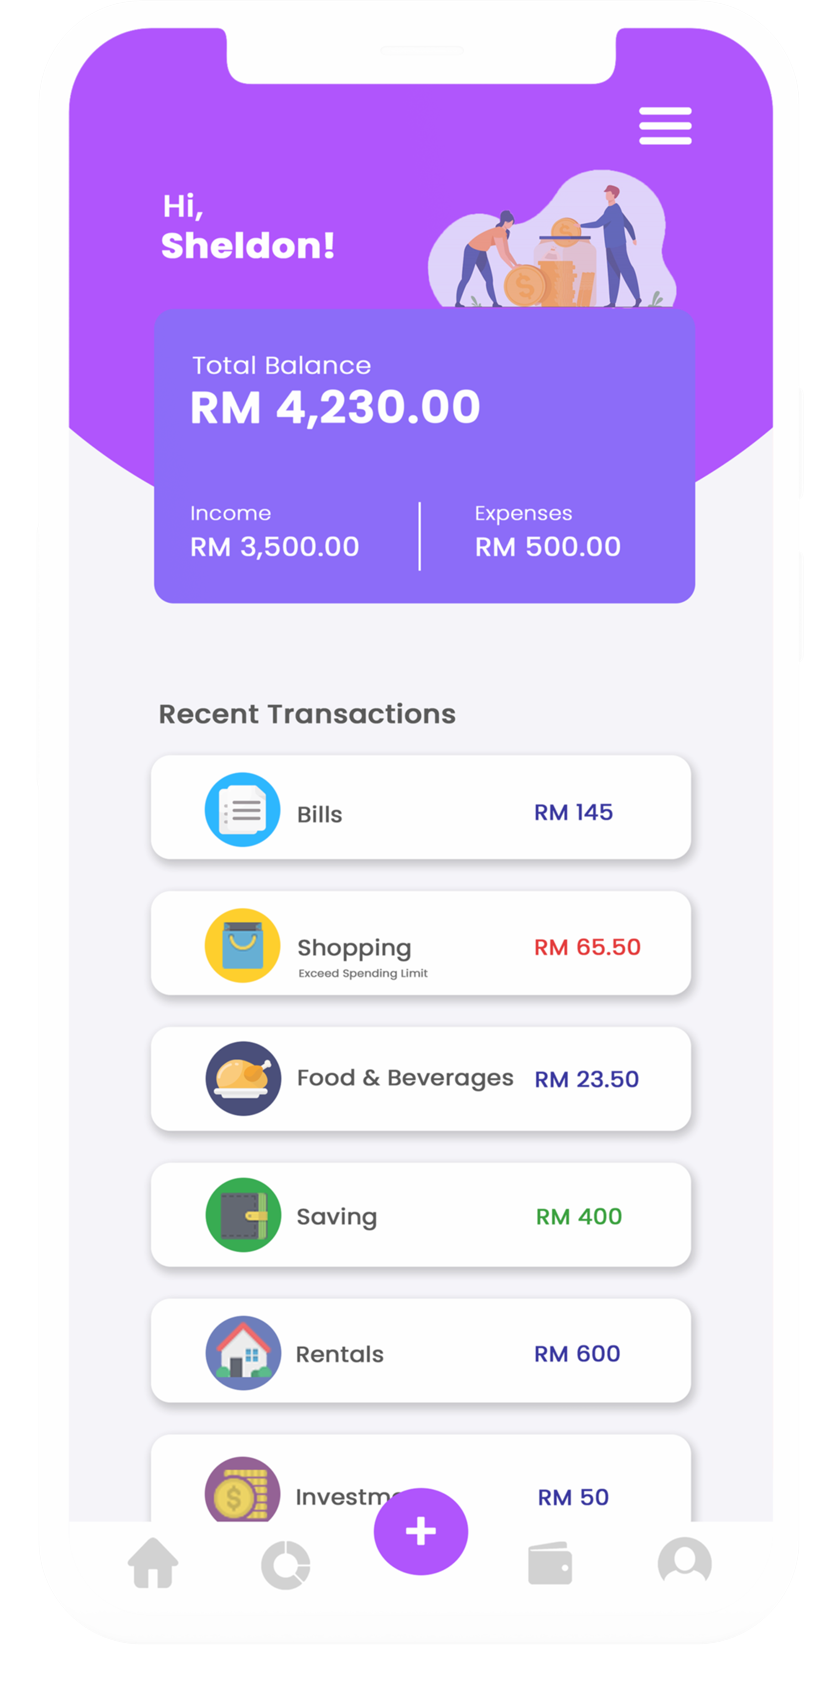 Hi,
Sheldon!
Total Balance
RM 4,230.00
Income
Expenses
RM 3,500.00
RM 500.00
Recent Transactions
Bills
RM 145
Shopping
RM 65.50
Exceed Spending Limit
Food & Beverages
RM 23.50
Saving
RM 400
Rentals
RM 600
RM 50